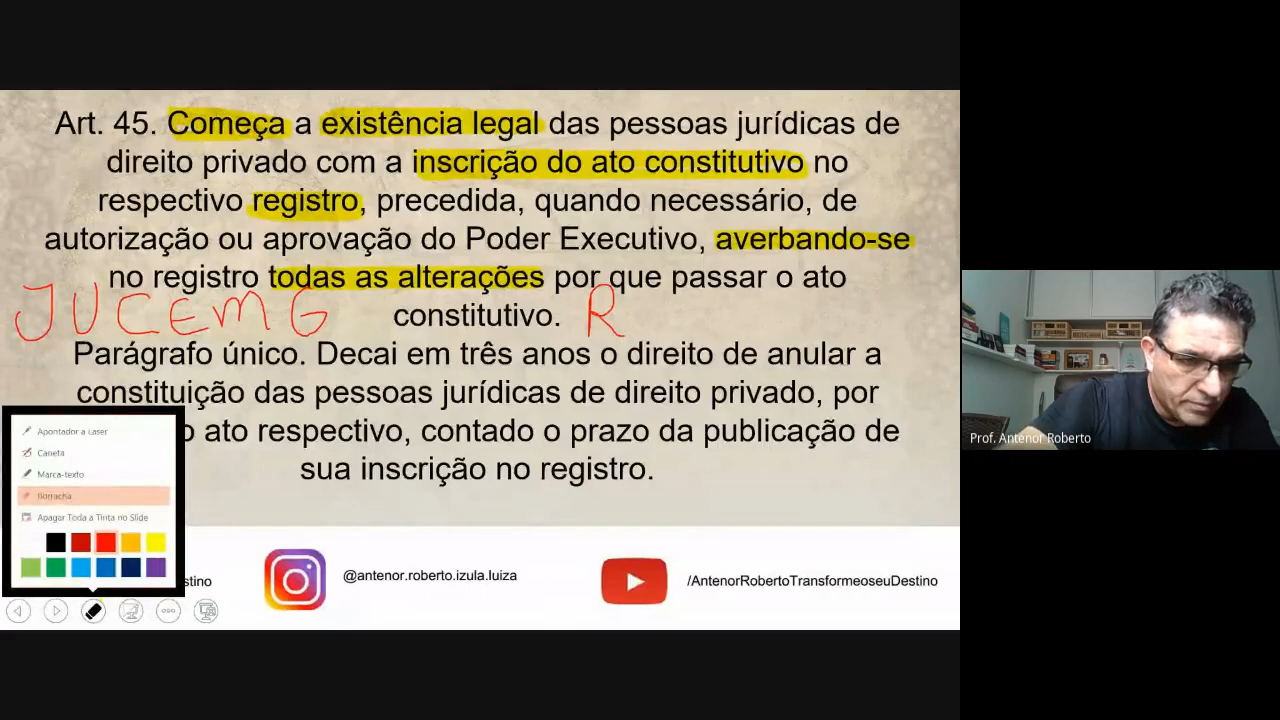 Art. 45. Começa a existência legal das pessoas jurídicas de
direito privado com a inscrição do ato constitutivo no
respectivo registro, precedida, quando necessário, de
autorização ou aprovação do Poder Executivo, averbando-se
no registro todas as alterações por que passar o ato
JUCEMG constitutivo. R
Parágrafo único. Decai em três anos o direito de anular a
constituição das pessoas jurídicas de direito privado, por
o ato respectivo, contado o prazo da publicação de
sua inscrição no registro.
Apontador a Laser
Caneta
Marca-texto
Borracha
Apagar Toda a Tinta no Slide
stino
@antenor.roberto.izula.luiza
/AntenorRobertoTransformeoseuDestino
Prof. Antenor Roberto